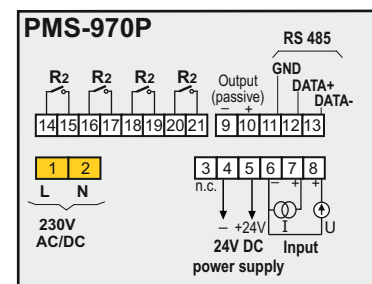 PMS-970P
RS 485
R2 R2 R2 R2
Output
(passive)
– +
GND
DATA+
DATA-
14 15 16 17 18 19 20 21 9 10 11 12 13
1 2 3 4 5 6 7 8
L N
n.c.
– + +
230V
AC/DC
– +24V I U
24V DC
power supply
Input